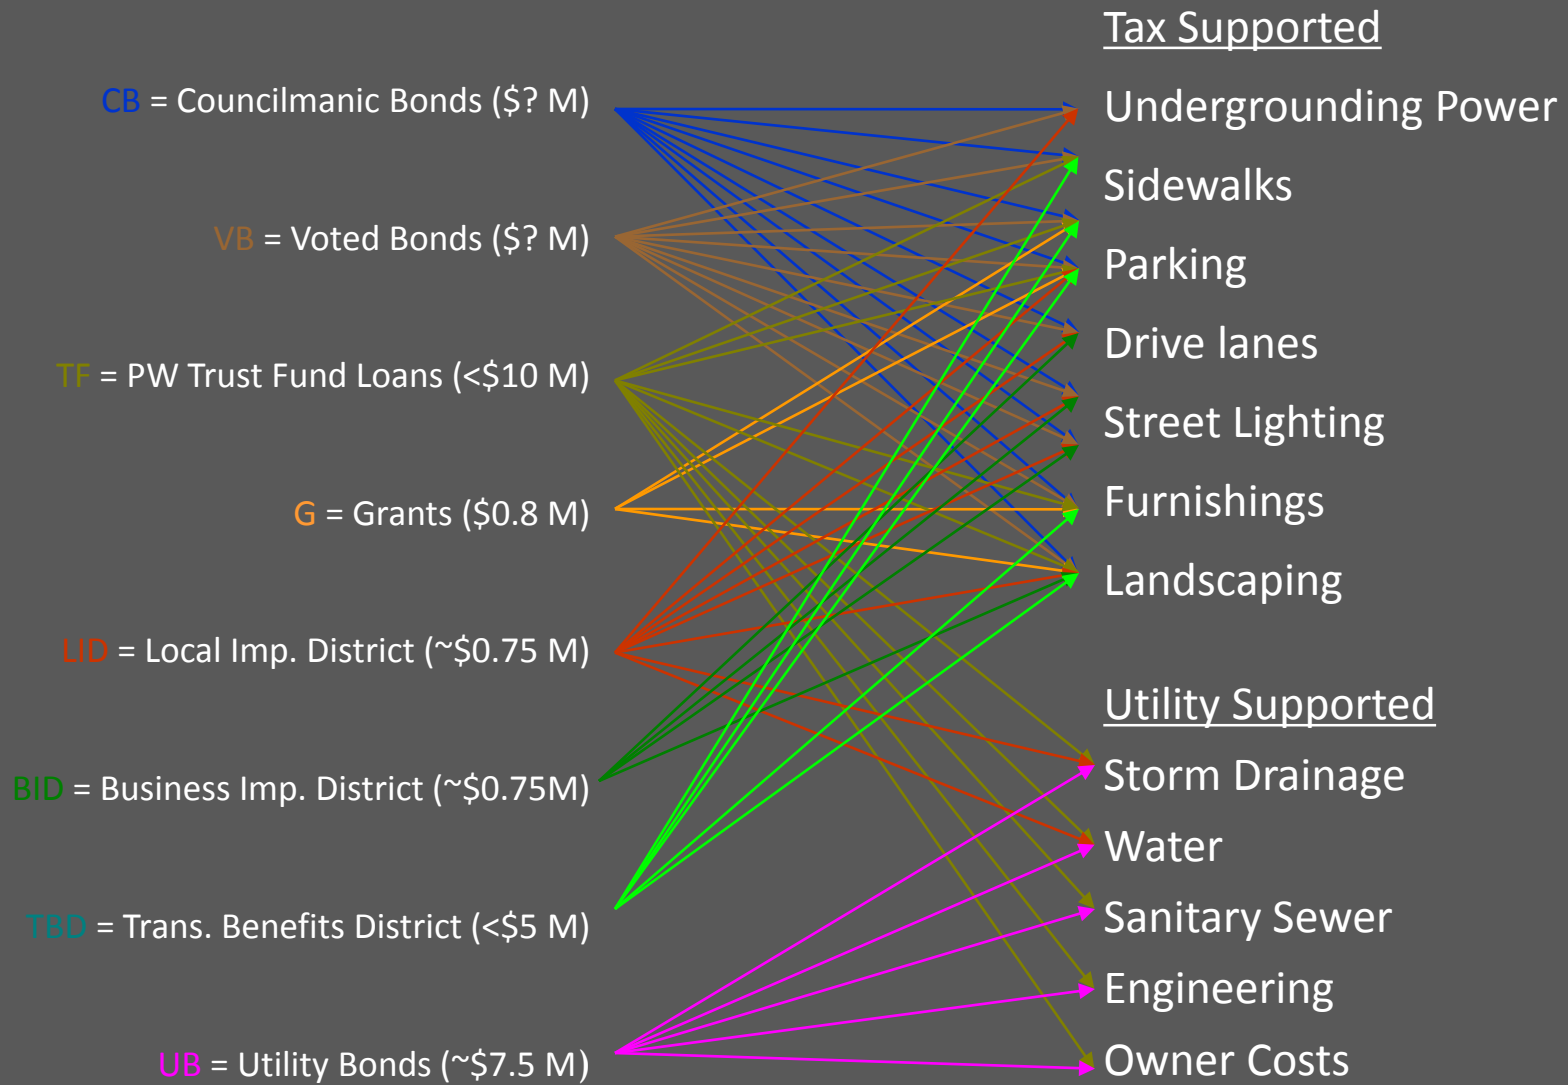 CB = Councilmanic Bonds ($? M)
VB = Voted Bonds ($? M)
TF = PW Trust Fund Loans (<$10 M)
G = Grants ($0.8 M)
LID = Local Imp. District (~$0.75 M)
BID = Business Imp. District (~$0.75M)
TBD = Trans. Benefits District (<$5 M)
UB = Utility Bonds (~$7.5 M)
Tax Supported
Undergrounding Power
Sidewalks
Parking
Drive lanes
Street Lighting
Furnishings
Landscaping
Utility Supported
Storm Drainage
Water
Sanitary Sewer
Engineering
Owner Costs